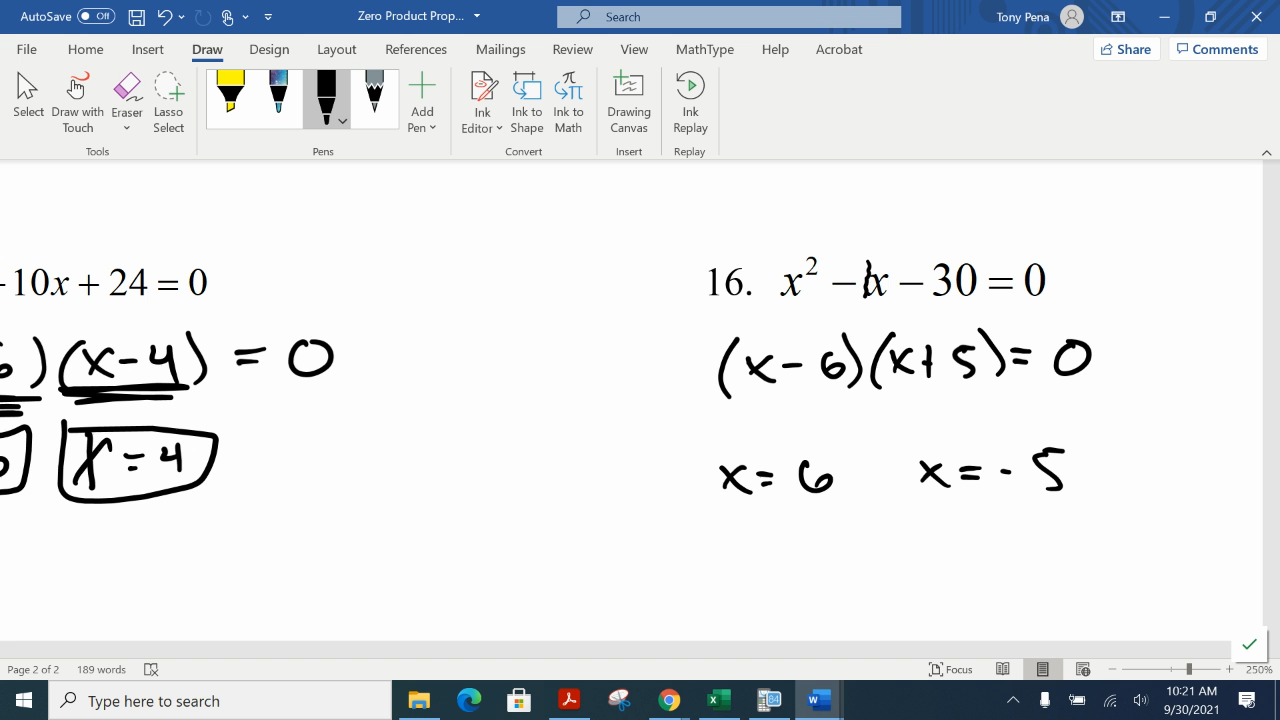 AutoSave Off Zero Product Prop... Search Tony Pena
File Home Insert Draw Design Layout References Mailings Review View MathType Help Acrobat Share Comments
Select Draw with Touch Eraser Lasso Select Add Pen Ink Editor Ink to Shape Ink to Math Drawing Canvas Ink Replay
Tools Pens Convert Insert Replay
-10x + 24 = 0
)(x-4) = 0
x = 4
16. x² - 1x - 30 = 0
(x - 6)(x + 5) = 0
x = 6 x = - 5
Page 2 of 2 189 words Focus 250%
Type here to search
10:21 AM
9/30/2021